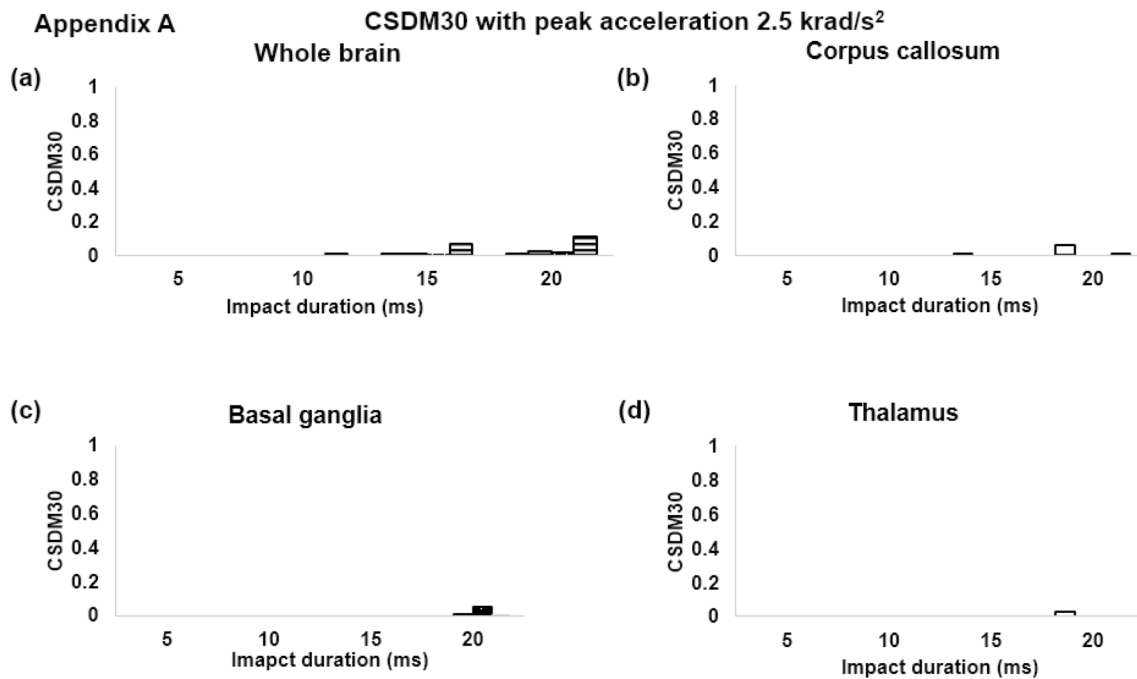 Appendix A
CSDM30 with peak acceleration 2.5 krad/s²
(a)
Whole brain
CSDM30
1
0.8
0.6
0.4
0.2
0
5 10 15 20
Impact duration (ms)
(b)
Corpus callosum
CSDM30
1
0.8
0.6
0.4
0.2
0
5 10 15 20
Impact duration (ms)
(c)
Basal ganglia
CSDM30
1
0.8
0.6
0.4
0.2
0
5 10 15 20
Imapct duration (ms)
(d)
Thalamus
CSDM30
1
0.8
0.6
0.4
0.2
0
5 10 15 20
Impact duration (ms)